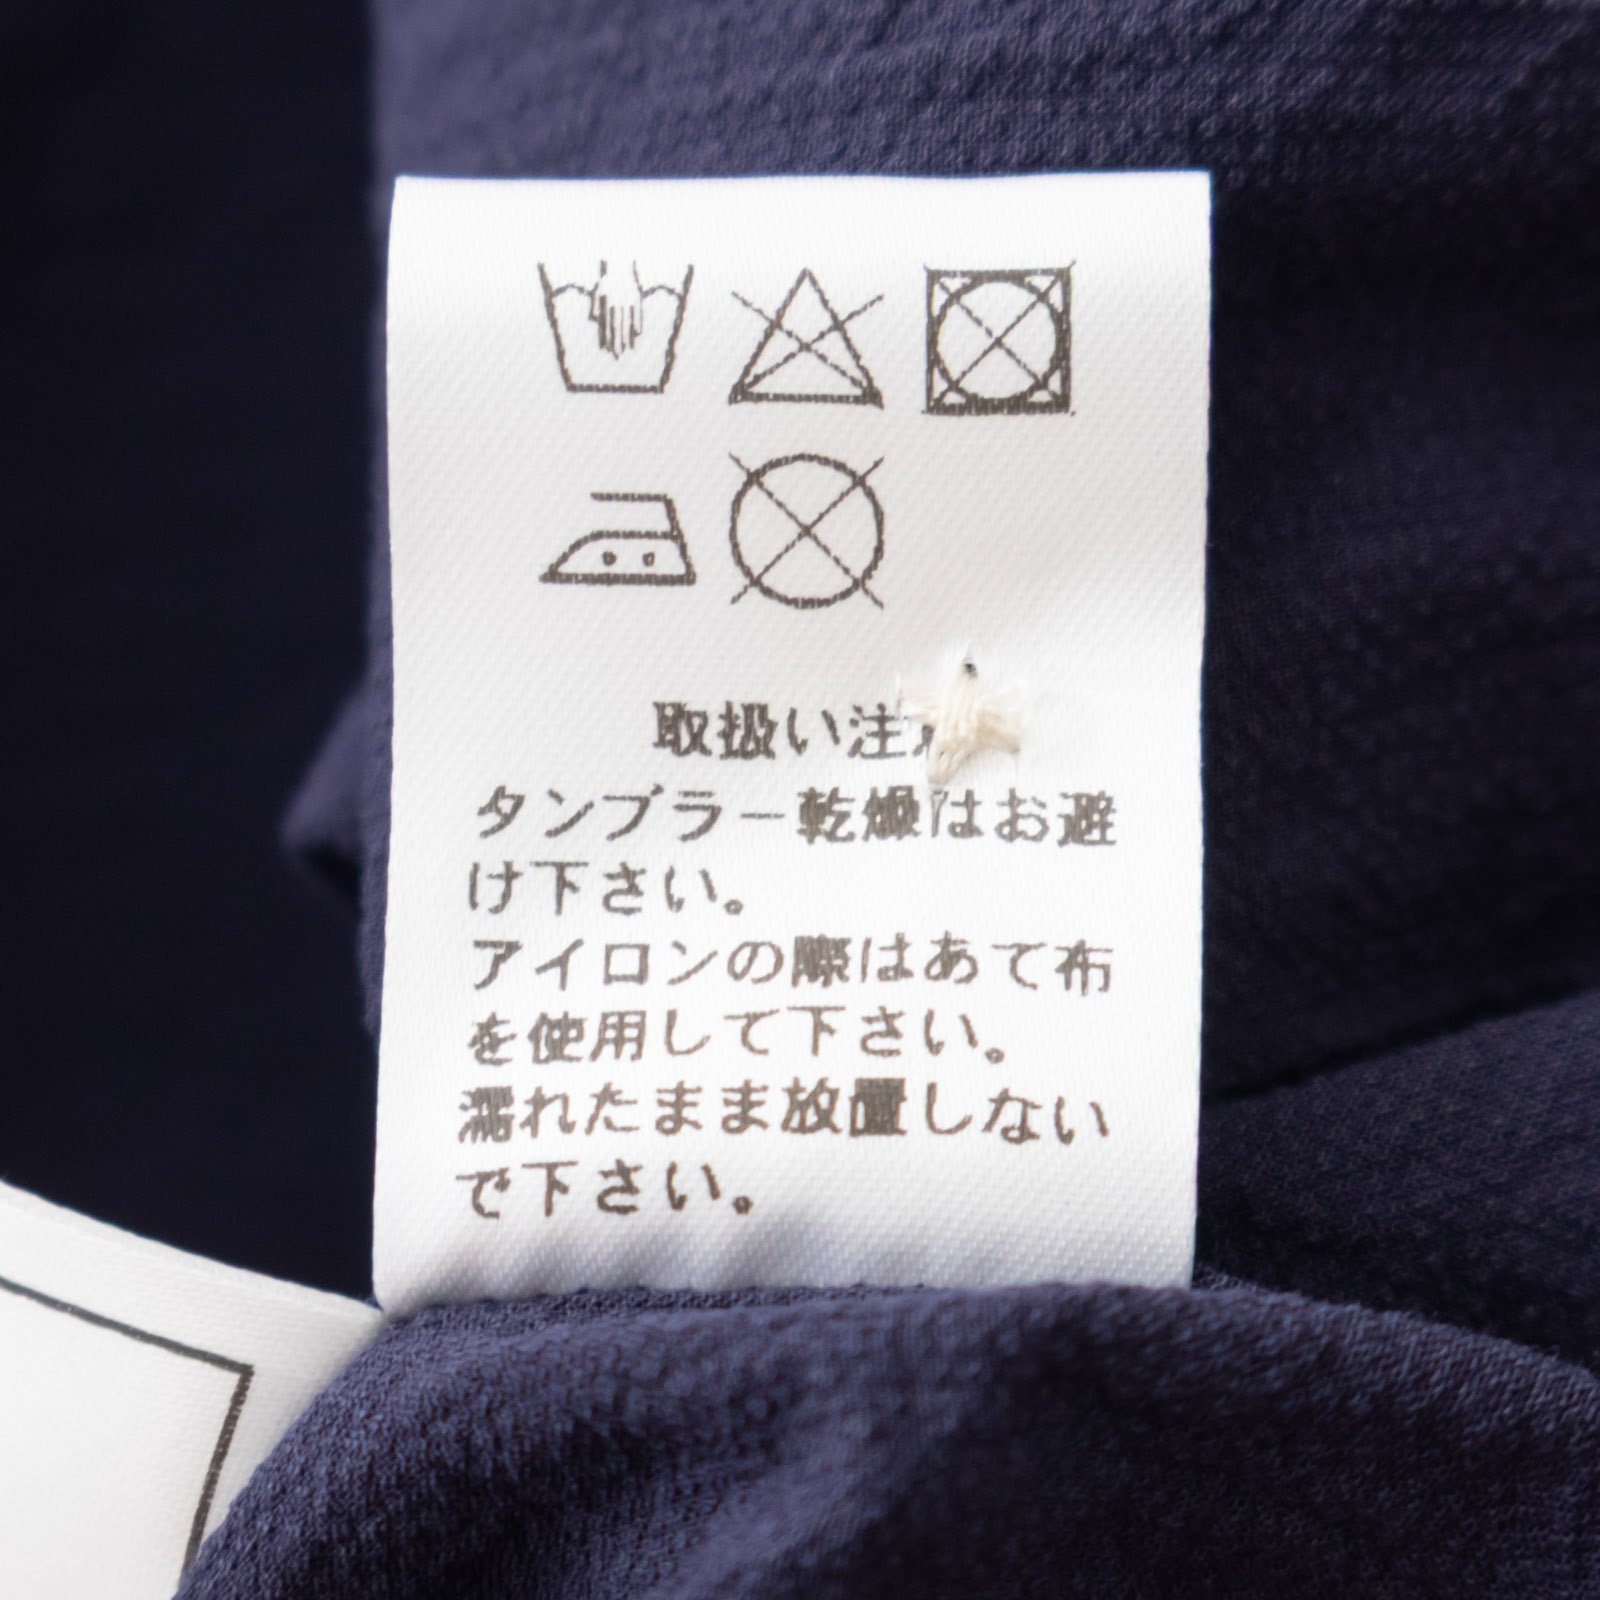 取扱い注
タンブラー乾燥はお避
け下さい。
アイロンの際はあて布
を使用して下さい。
濡れたまま放置しない
で下さい。